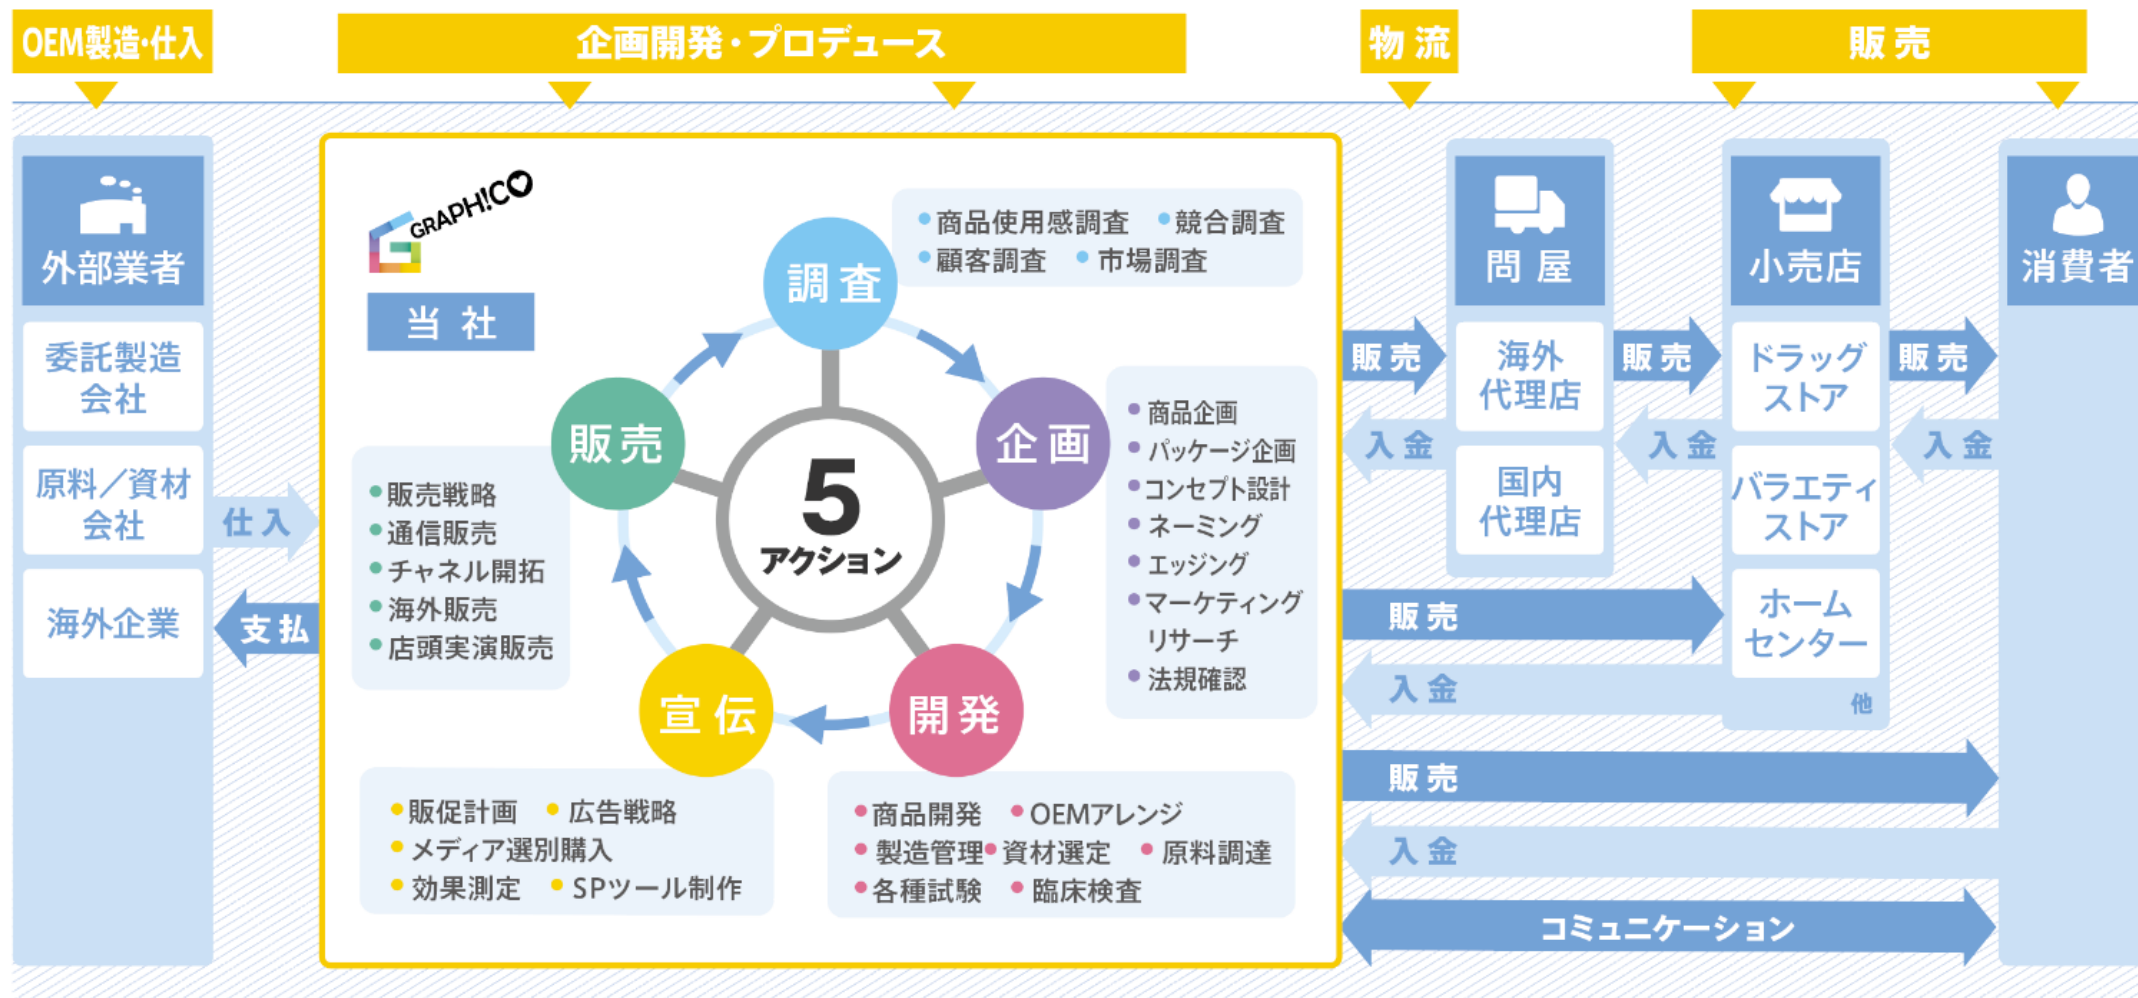 OEM製造・仕入
企画開発・プロデュース
物流
販売
外部業者
委託製造
会社
原料／資材
会社
海外企業
仕入
支払
GRAPH!CO
当社
調査
商品使用感調査
競合調査
顧客調査
市場調査
企画
商品企画
パッケージ企画
コンセプト設計
ネーミング
エッジング
マーケティング
リサーチ
法規確認
開発
商品開発
OEMアレンジ
製造管理
資材選定
原料調達
各種試験
臨床検査
宣伝
販促計画
広告戦略
メディア選別購入
効果測定
SPツール制作
販売
販売戦略
通信販売
チャネル開拓
海外販売
店頭実演販売
5
アクション
販売
入金
問屋
海外
代理店
国内
代理店
販売
入金
小売店
ドラッグ
ストア
バラエティ
ストア
ホーム
センター
他
販売
入金
消費者
販売
入金
販売
入金
コミュニケーション